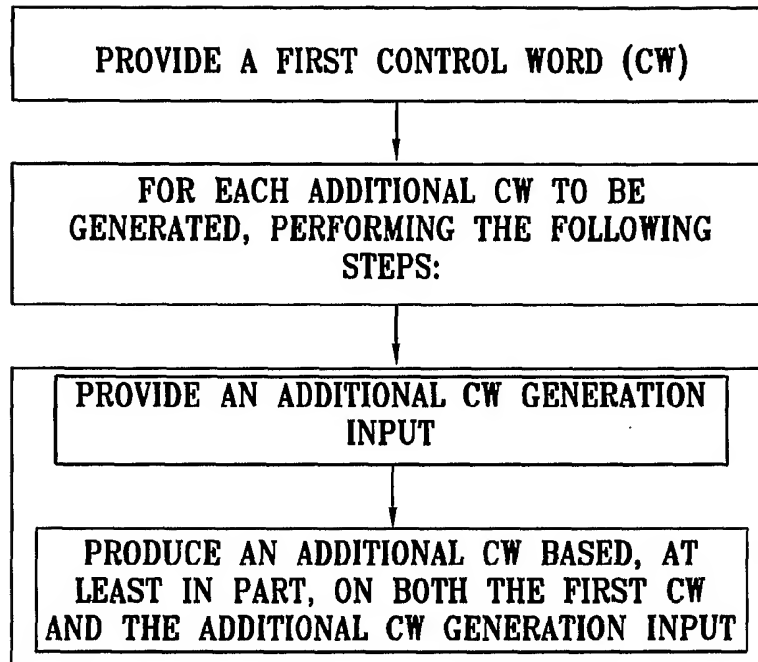 PROVIDE A FIRST CONTROL WORD (CW)
FOR EACH ADDITIONAL CW TO BE
GENERATED, PERFORMING THE FOLLOWING
STEPS:
PROVIDE AN ADDITIONAL CW GENERATION
INPUT
PRODUCE AN ADDITIONAL CW BASED, AT
LEAST IN PART, ON BOTH THE FIRST CW
AND THE ADDITIONAL CW GENERATION INPUT